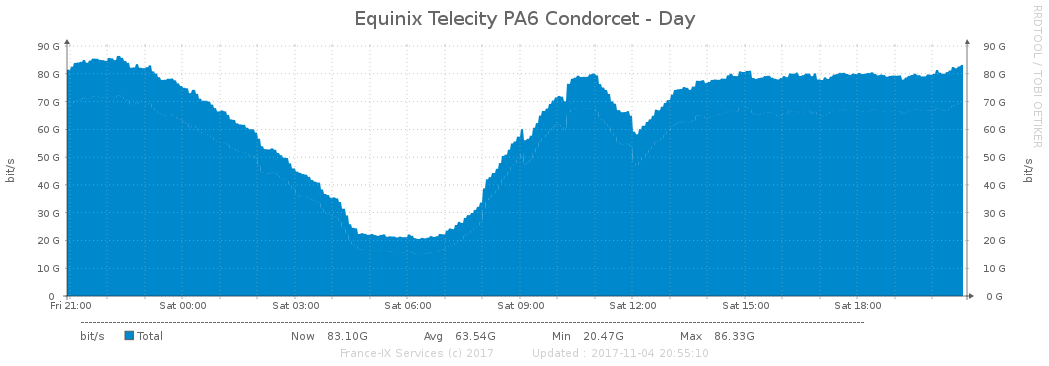 Equinix Telecity PA6 Condorcet - Day
RRDTOOL / TOBI OETIKER
bit/s
90 G
80 G
70 G
60 G
50 G
40 G
30 G
20 G
10 G
0
90 G
80 G
70 G
60 G
50 G
40 G
30 G
20 G
10 G
0 G
bit/s
Fri 21:00 Sat 00:00 Sat 03:00 Sat 06:00 Sat 09:00 Sat 12:00 Sat 15:00 Sat 18:00
bit/s Total Now 83.10G Avg 63.54G Min 20.47G Max 86.33G
France-IX Services (c) 2017 Updated : 2017-11-04 20:55:10